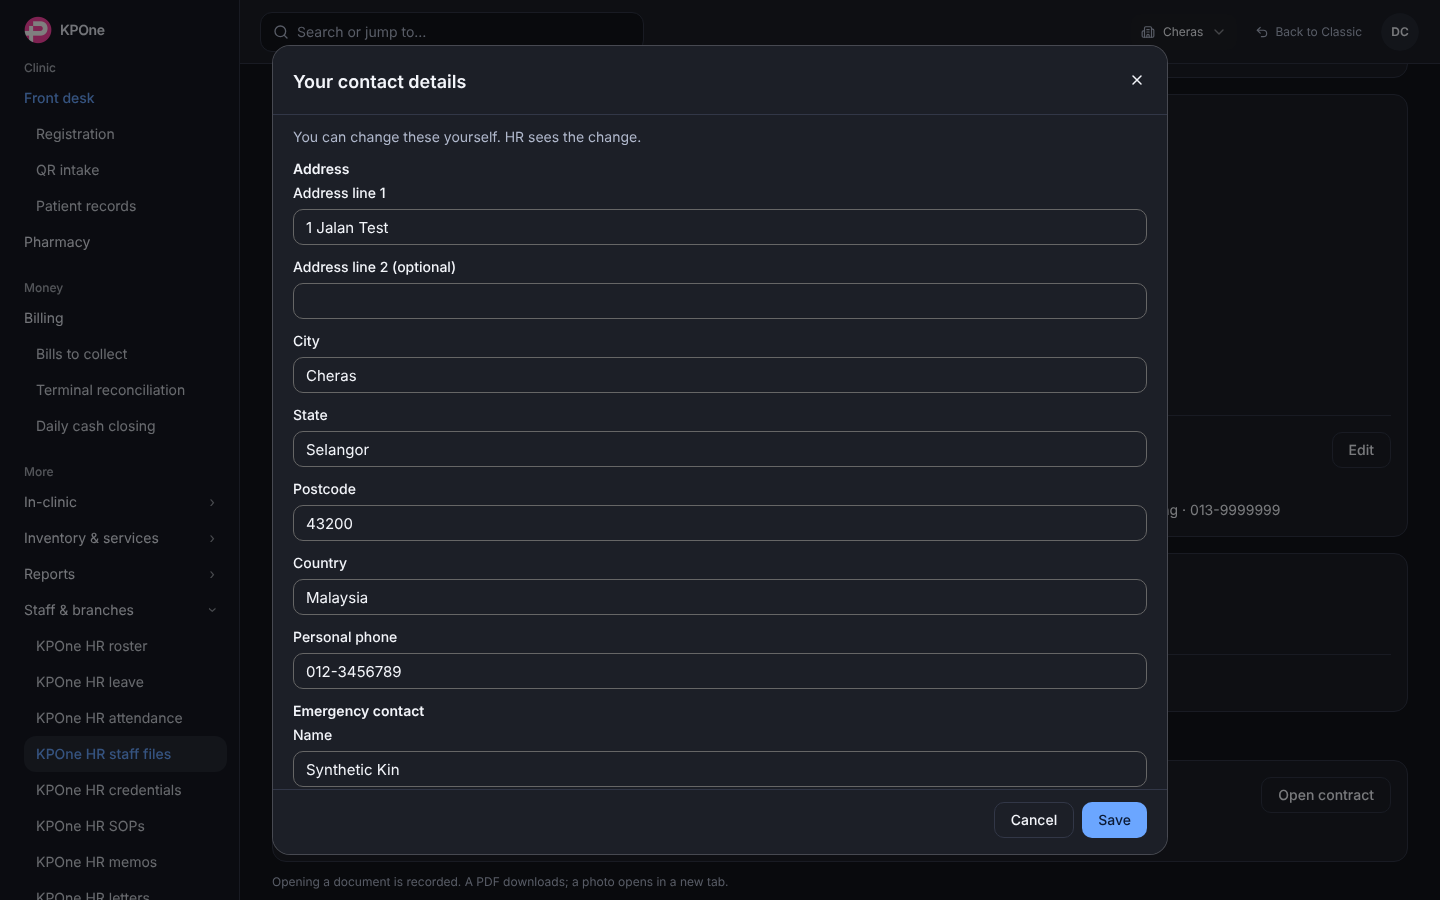 KPOne
Search or jump to...
Cheras
Back to Classic
DC
Clinic
Front desk
Registration
QR intake
Patient records
Pharmacy
Money
Billing
Bills to collect
Terminal reconciliation
Daily cash closing
More
In-clinic
Inventory & services
Reports
Staff & branches
KPOne HR roster
KPOne HR leave
KPOne HR attendance
KPOne HR staff files
KPOne HR credentials
KPOne HR SOPs
KPOne HR memos
KPOne HR letters
Your contact details
You can change these yourself. HR sees the change.
Address
Address line 1
1 Jalan Test
Address line 2 (optional)
City
Cheras
State
Selangor
Postcode
43200
Country
Malaysia
Personal phone
012-3456789
Emergency contact
Name
Synthetic Kin
Cancel
Save
Edit
· 013-9999999
Open contract
Opening a document is recorded. A PDF downloads; a photo opens in a new tab.